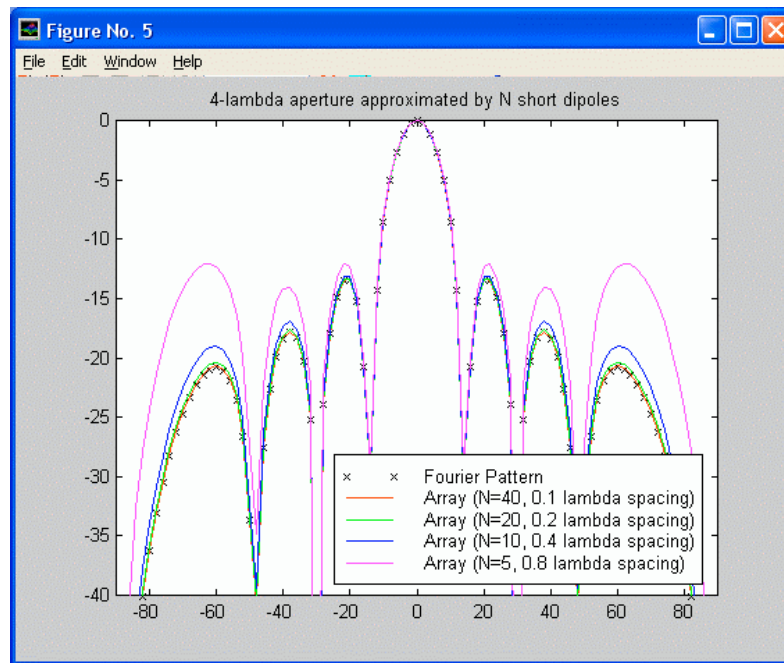 Figure No. 5
File Edit Window Help
4-lambda aperture approximated by N short dipoles
0
-5
-10
-15
-20
-25
-30
-35
-40
-80 -60 -40 -20 0 20 40 60 80
Fourier Pattern
Array (N=40, 0.1 lambda spacing)
Array (N=20, 0.2 lambda spacing)
Array (N=10, 0.4 lambda spacing)
Array (N=5, 0.8 lambda spacing)